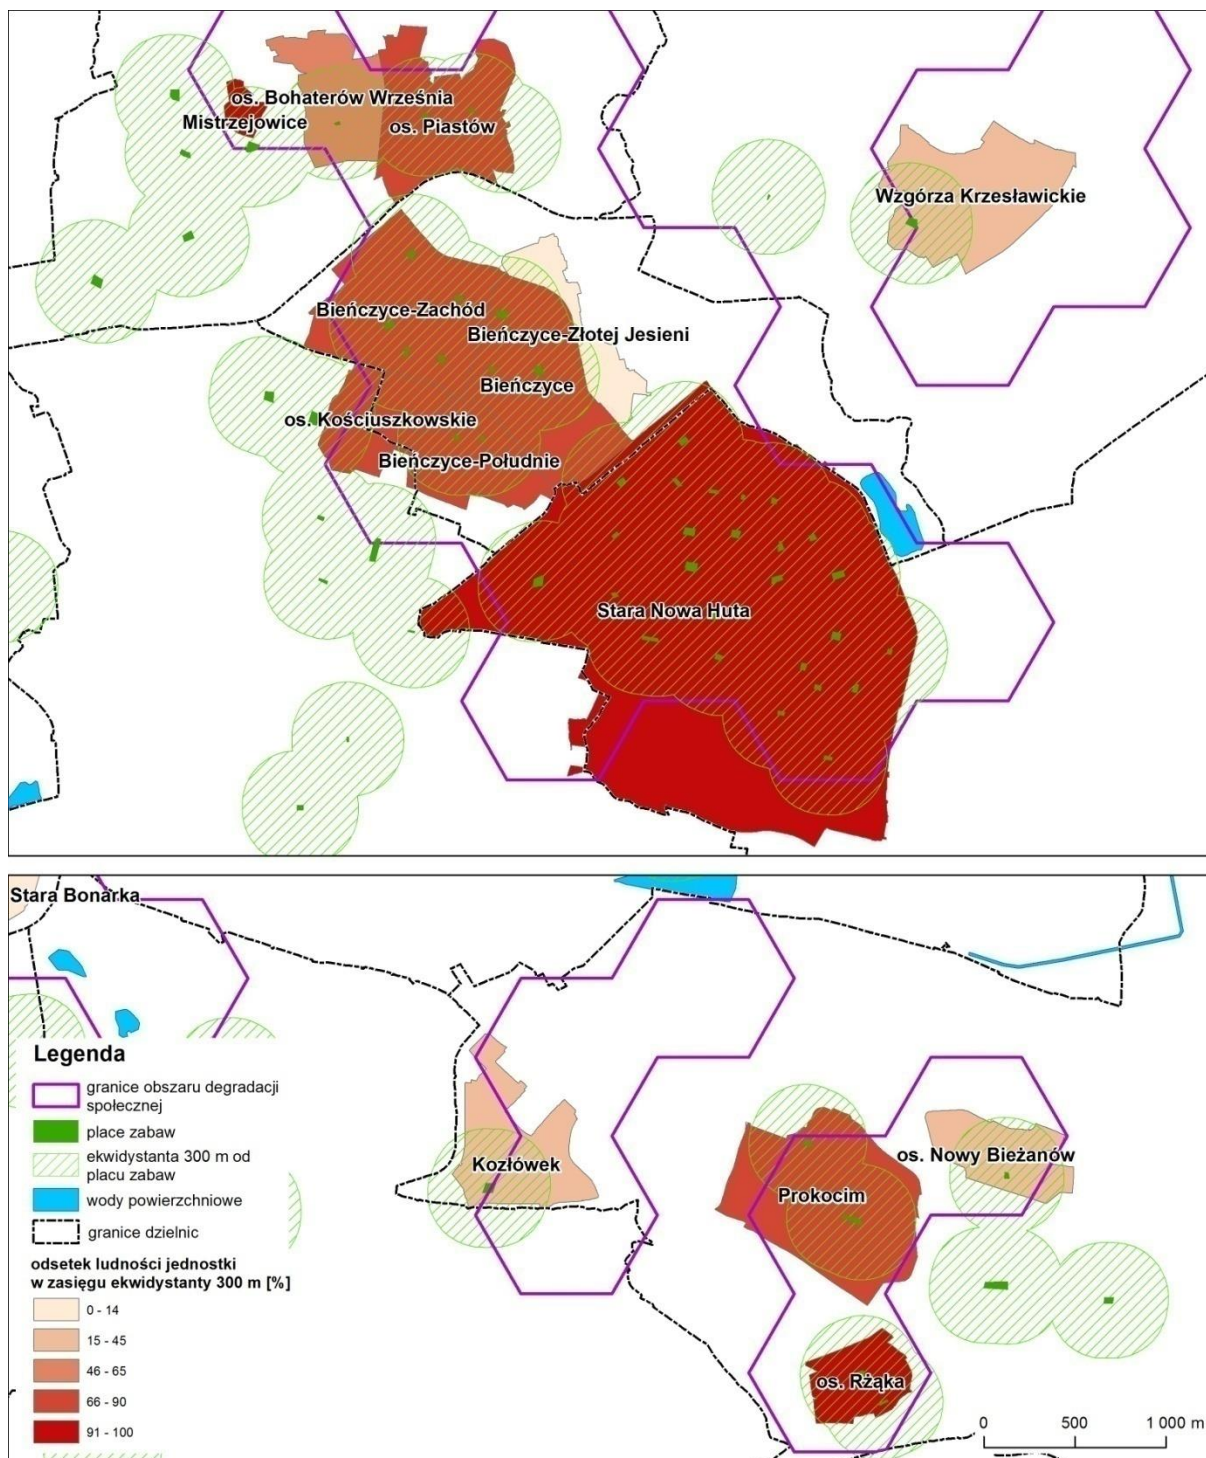 os. Bohaterów Września
Mistrzejowice
os. Piastów
Wzgórza Krzesławickie
Bieńczyce-Zachód
Bieńczyce-Złotej Jesieni
Bieńczyce
os. Kościuszkowskie
Bieńczyce-Południe
Stara Nowa Huta
Stara Bonarka
Kozłówek
os. Nowy Bieżanów
Prokocim
os. Rżąka
Legenda
granice obszaru degradacji
społecznej
place zabaw
ekwidystanta 300 m od
placu zabaw
wody powierzchniowe
granice dzielnic
odsetek ludności jednostki
w zasięgu ekwidystanty 300 m [%]
0 - 14
15 - 45
46 - 65
66 - 90
91 - 100
0 500 1 000 m